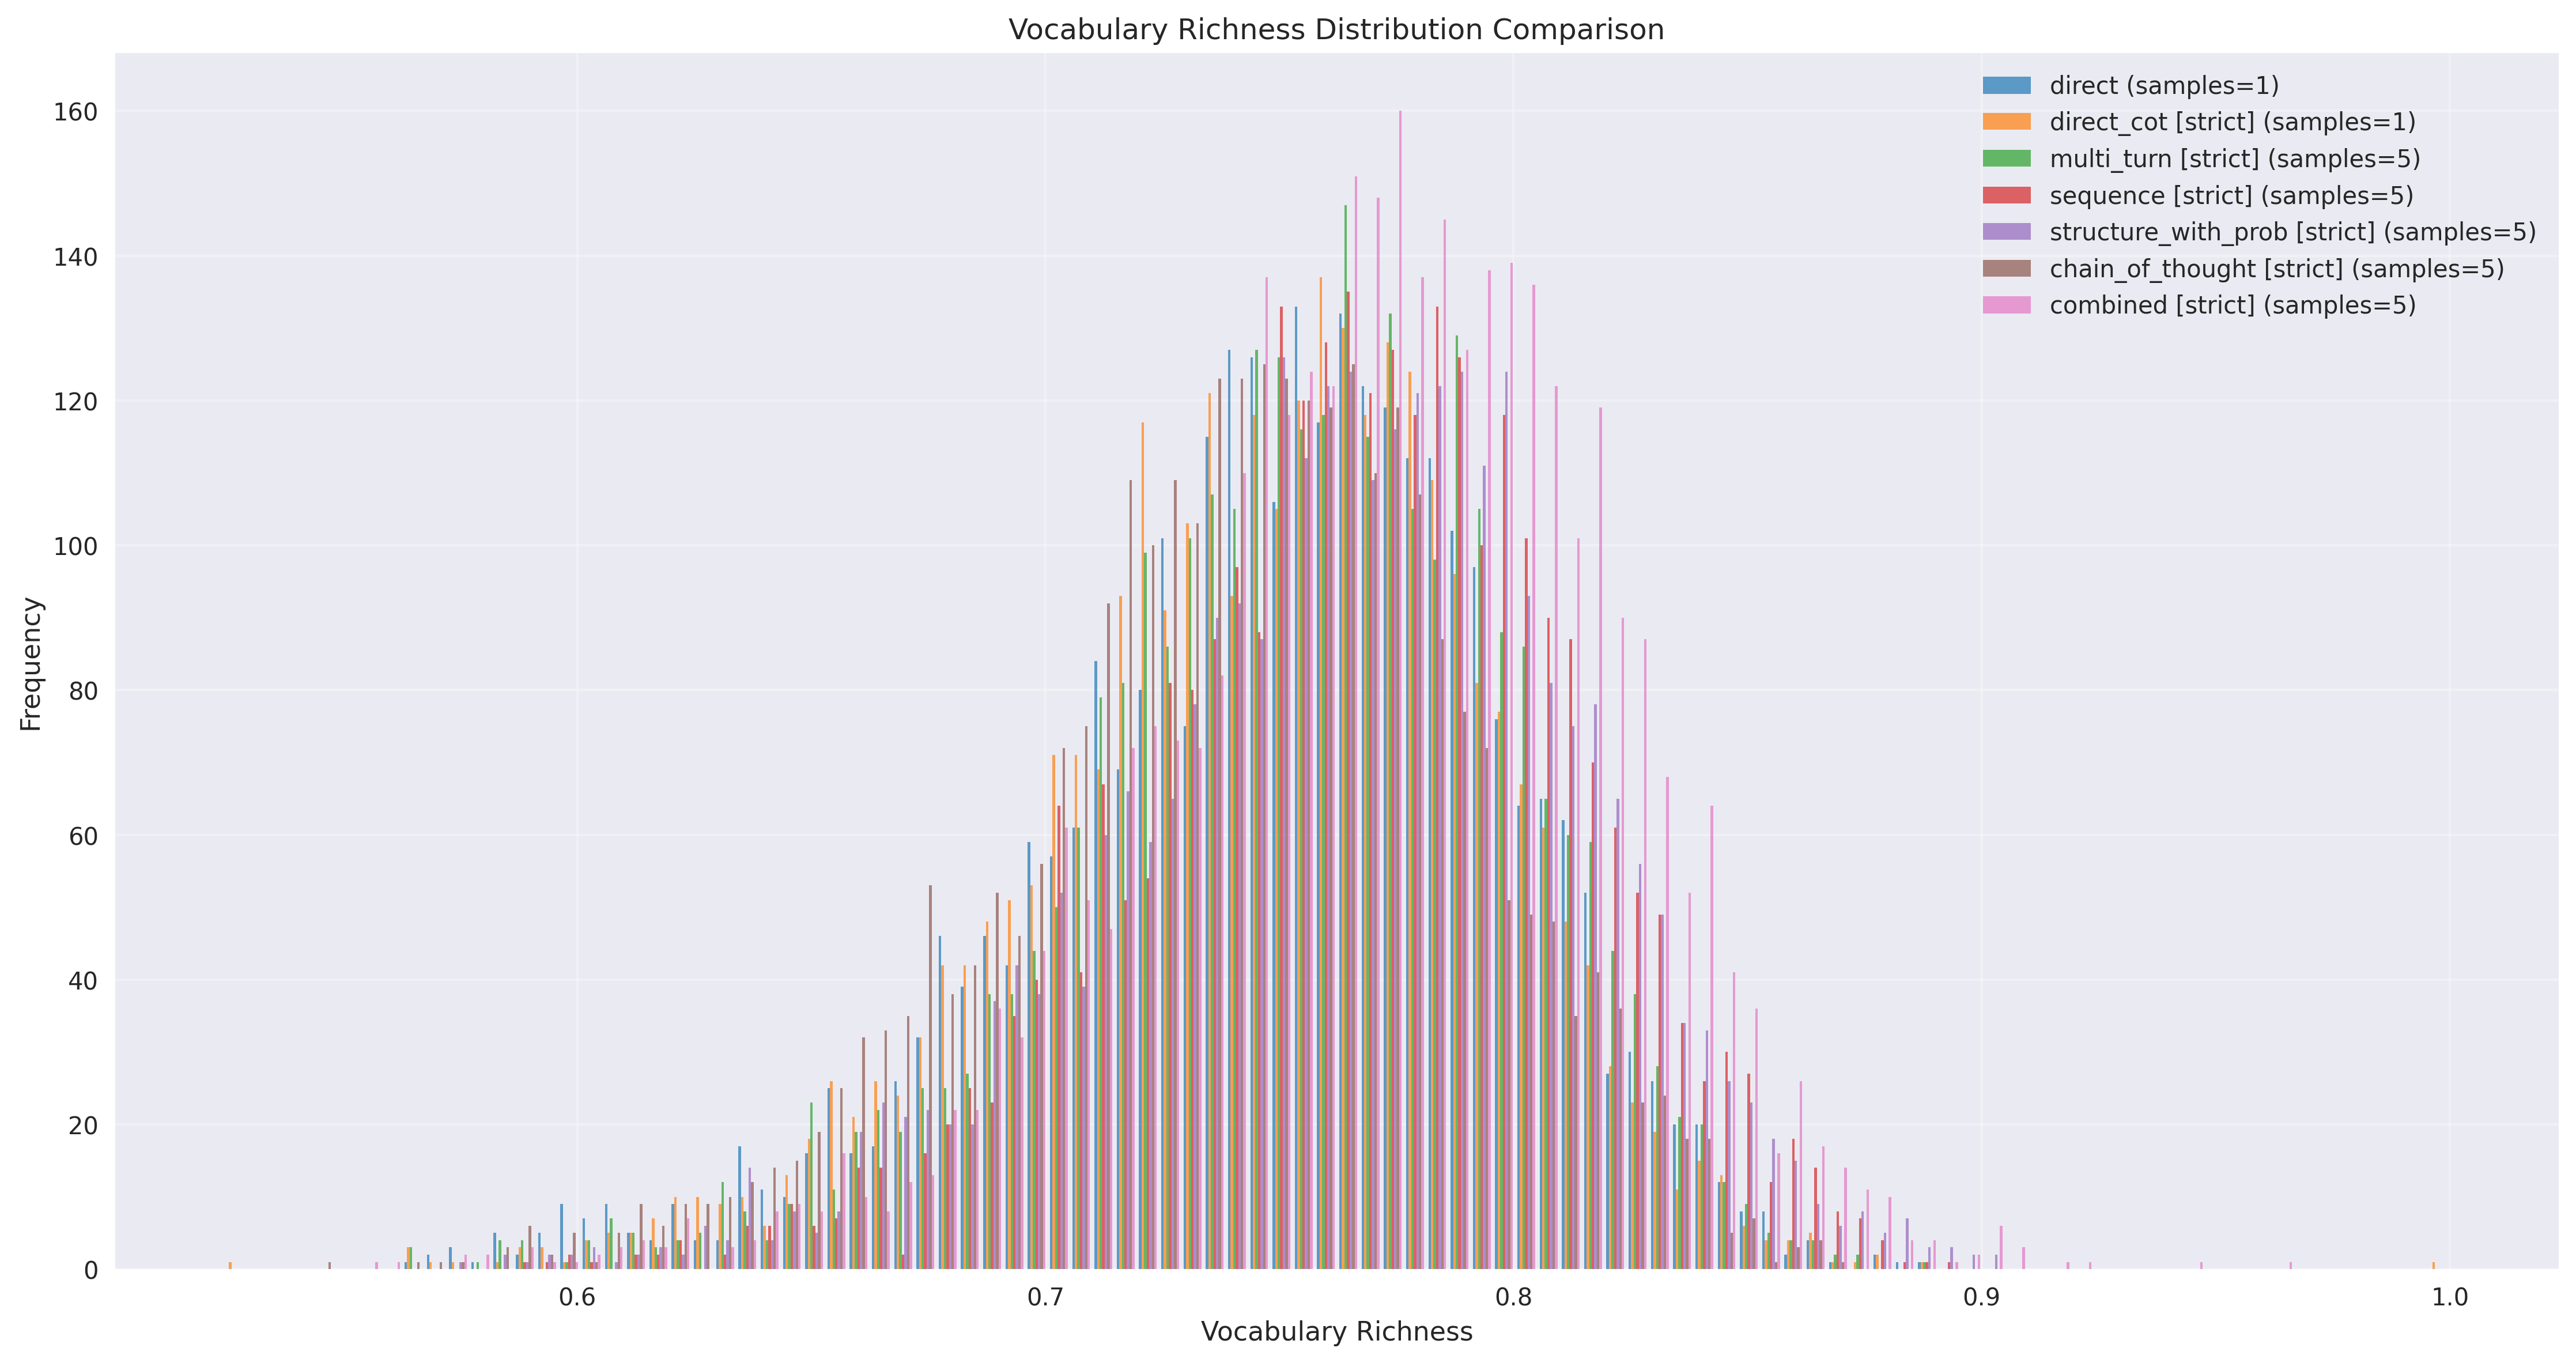 Vocabulary Richness Distribution Comparison
direct (samples=1)
direct_cot [strict] (samples=1)
multi_turn [strict] (samples=5)
sequence [strict] (samples=5)
structure_with_prob [strict] (samples=5)
chain_of_thought [strict] (samples=5)
combined [strict] (samples=5)
160
140
120
100
80
60
40
20
0
Frequency
0.6 0.7 0.8 0.9 1.0
Vocabulary Richness